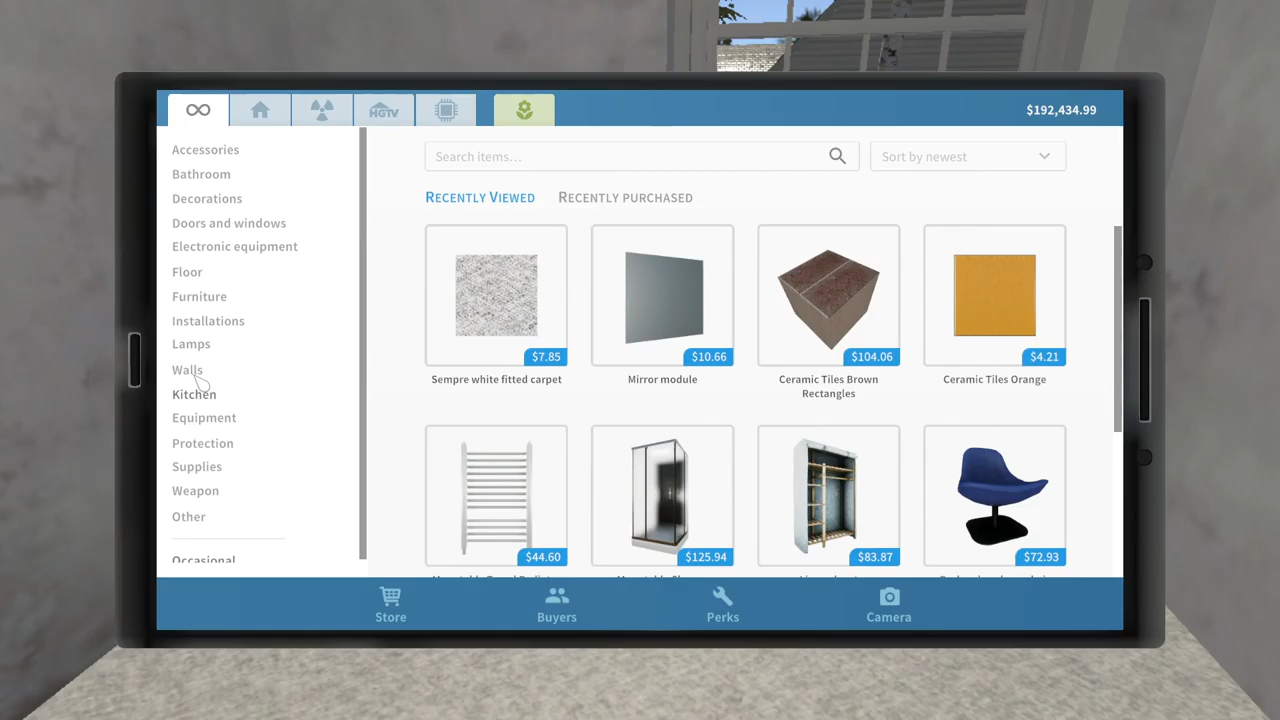 HGTV
$192,434.99
Accessories
Bathroom
Decorations
Doors and windows
Electronic equipment
Floor
Furniture
Installations
Lamps
Walls
Kitchen
Equipment
Protection
Supplies
Weapon
Other
Occasional
Search items...
Sort by newest
Recently Viewed
Recently purchased
$7.85
Sempre white fitted carpet
$10.66
Mirror module
$104.06
Ceramic Tiles Brown
Rectangles
$4.21
Ceramic Tiles Orange
$44.60
$125.94
$83.87
$72.93
Store
Buyers
Perks
Camera